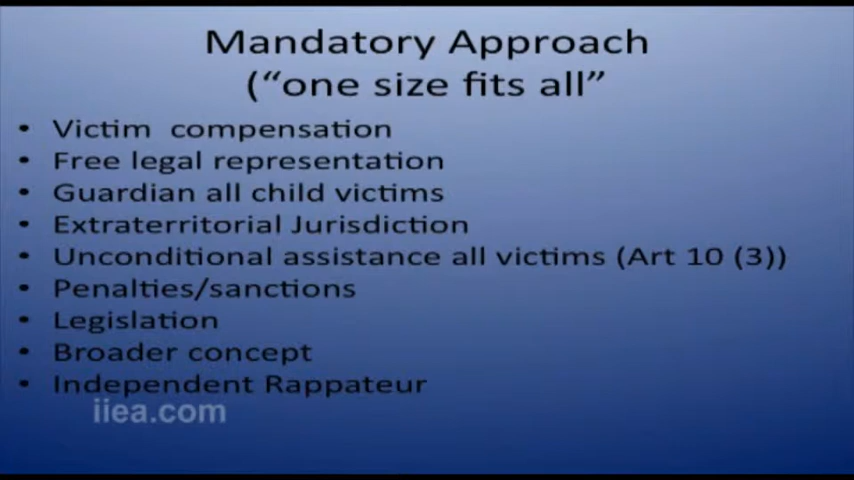 Mandatory Approach
(“one size fits all”
• Victim compensation
• Free legal representation
• Guardian all child victims
• Extraterritorial Jurisdiction
• Unconditional assistance all victims (Art 10 (3))
• Penalties/sanctions
• Legislation
• Broader concept
• Independent Rappateur
iiea.com